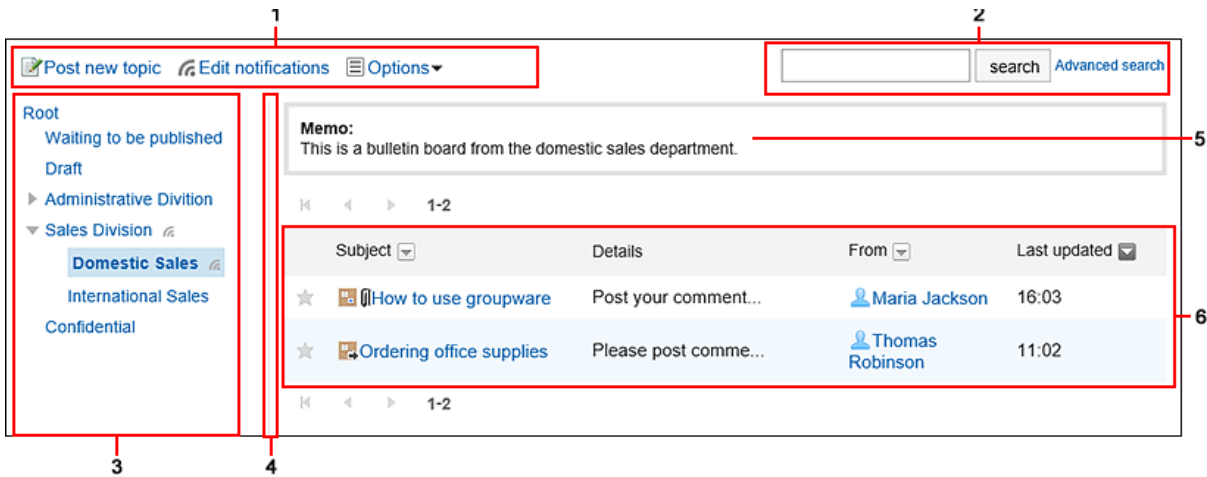 1
2
Post new topic Edit notifications Options
search Advanced search
Root
Waiting to be published
Draft
Administrative Divition
Sales Division
Domestic Sales
International Sales
Confidential
Memo:
This is a bulletin board from the domestic sales department.
5
1-2
Subject Details From Last updated
How to use groupware Post your comment... Maria Jackson 16:03
Ordering office supplies Please post comme... Thomas
Robinson 11:02
6
1-2
3
4